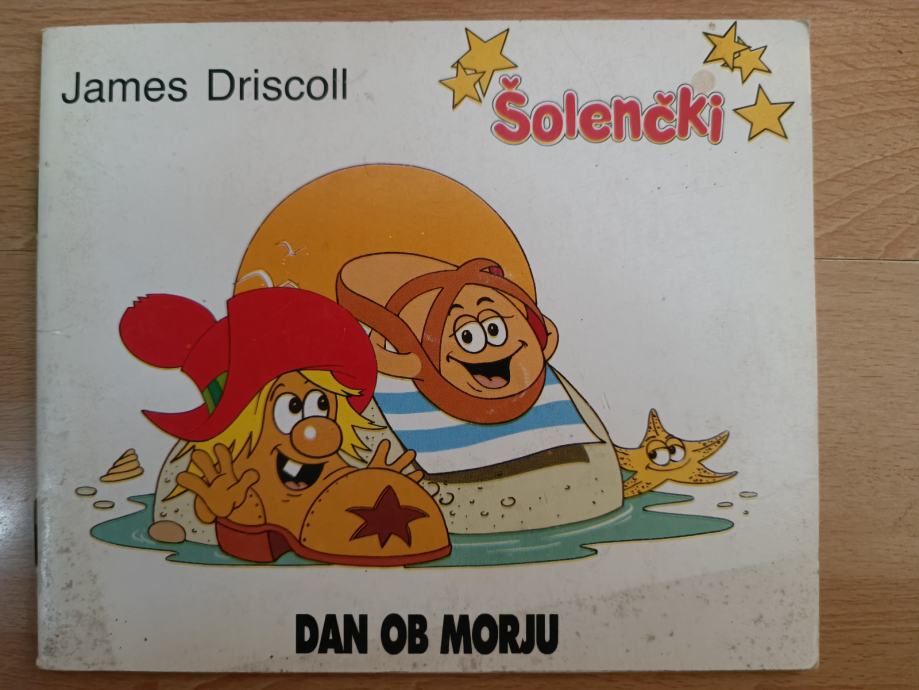 James Driscoll
Šolenčki
DAN OB MORJU